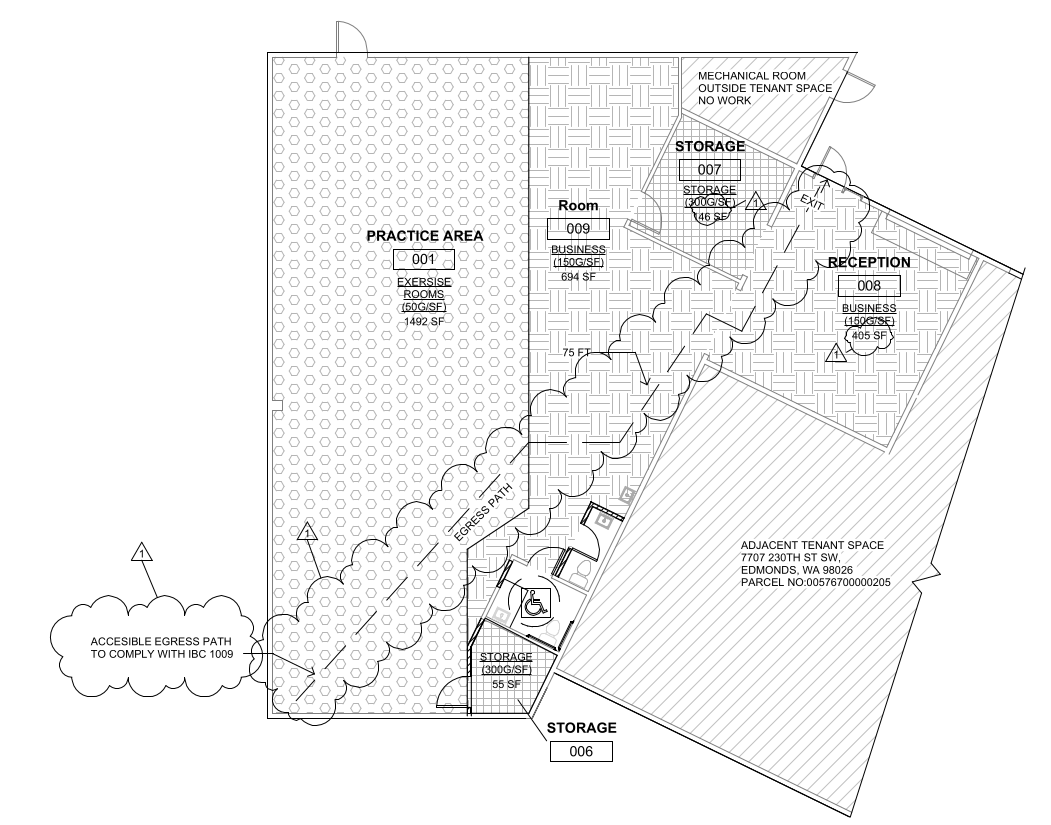 MECHANICAL ROOM
OUTSIDE TENANT SPACE
NO WORK
STORAGE
007
STORAGE
(300G/SF)
146 SF
1
EXIT
Room
009
BUSINESS
(150G/SF)
694 SF
PRACTICE AREA
001
EXERSISE
ROOMS
(50G/SF)
1492 SF
RECEPTION
008
BUSINESS
(150G/SF)
405 SF
1
75 FT
EGRESS PATH
1
1
ADJACENT TENANT SPACE
7707 230TH ST SW,
EDMONDS, WA 98026
PARCEL NO:00576700000205
ACCESIBLE EGRESS PATH
TO COMPLY WITH IBC 1009
STORAGE
(300G/SF)
55 SF
STORAGE
006